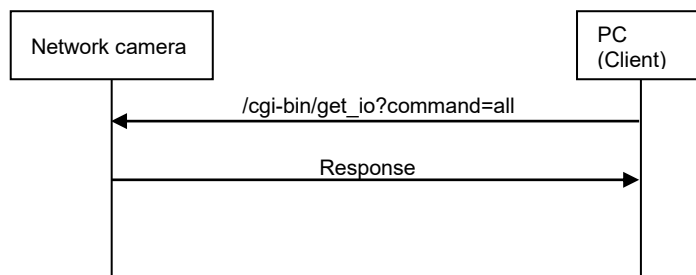 Network camera
PC
(Client)
/cgi-bin/get_io?command=all
Response